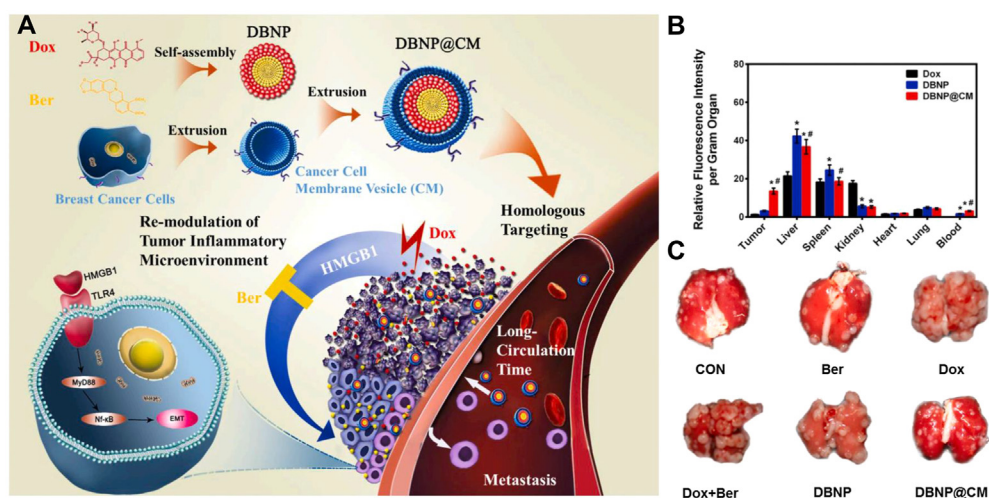 A
Dox
Ber
Self-assembly
DBNP
DBNP@CM
Extrusion
Extrusion
Breast Cancer Cells
Cancer Cell
Membrane Vesicle (CM)
Homologous
Targeting
Re-modulation of
Tumor Inflammatory
Microenvironment
Dox
HMGB1
Ber
HMGB1
TLR4
MyD88
Nf-κB
EMT
Long-
Circulation
Time
Metastasis
B
Relative Fluorescence Intensity
per Gram Organ
80
60
40
20
0
Dox
DBNP
DBNP@CM
* #
*
* #
*
#
* *
*
* #
Tumor
Liver
Spleen
Kidney
Heart
Lung
Blood
C
CON
Ber
Dox
Dox+Ber
DBNP
DBNP@CM